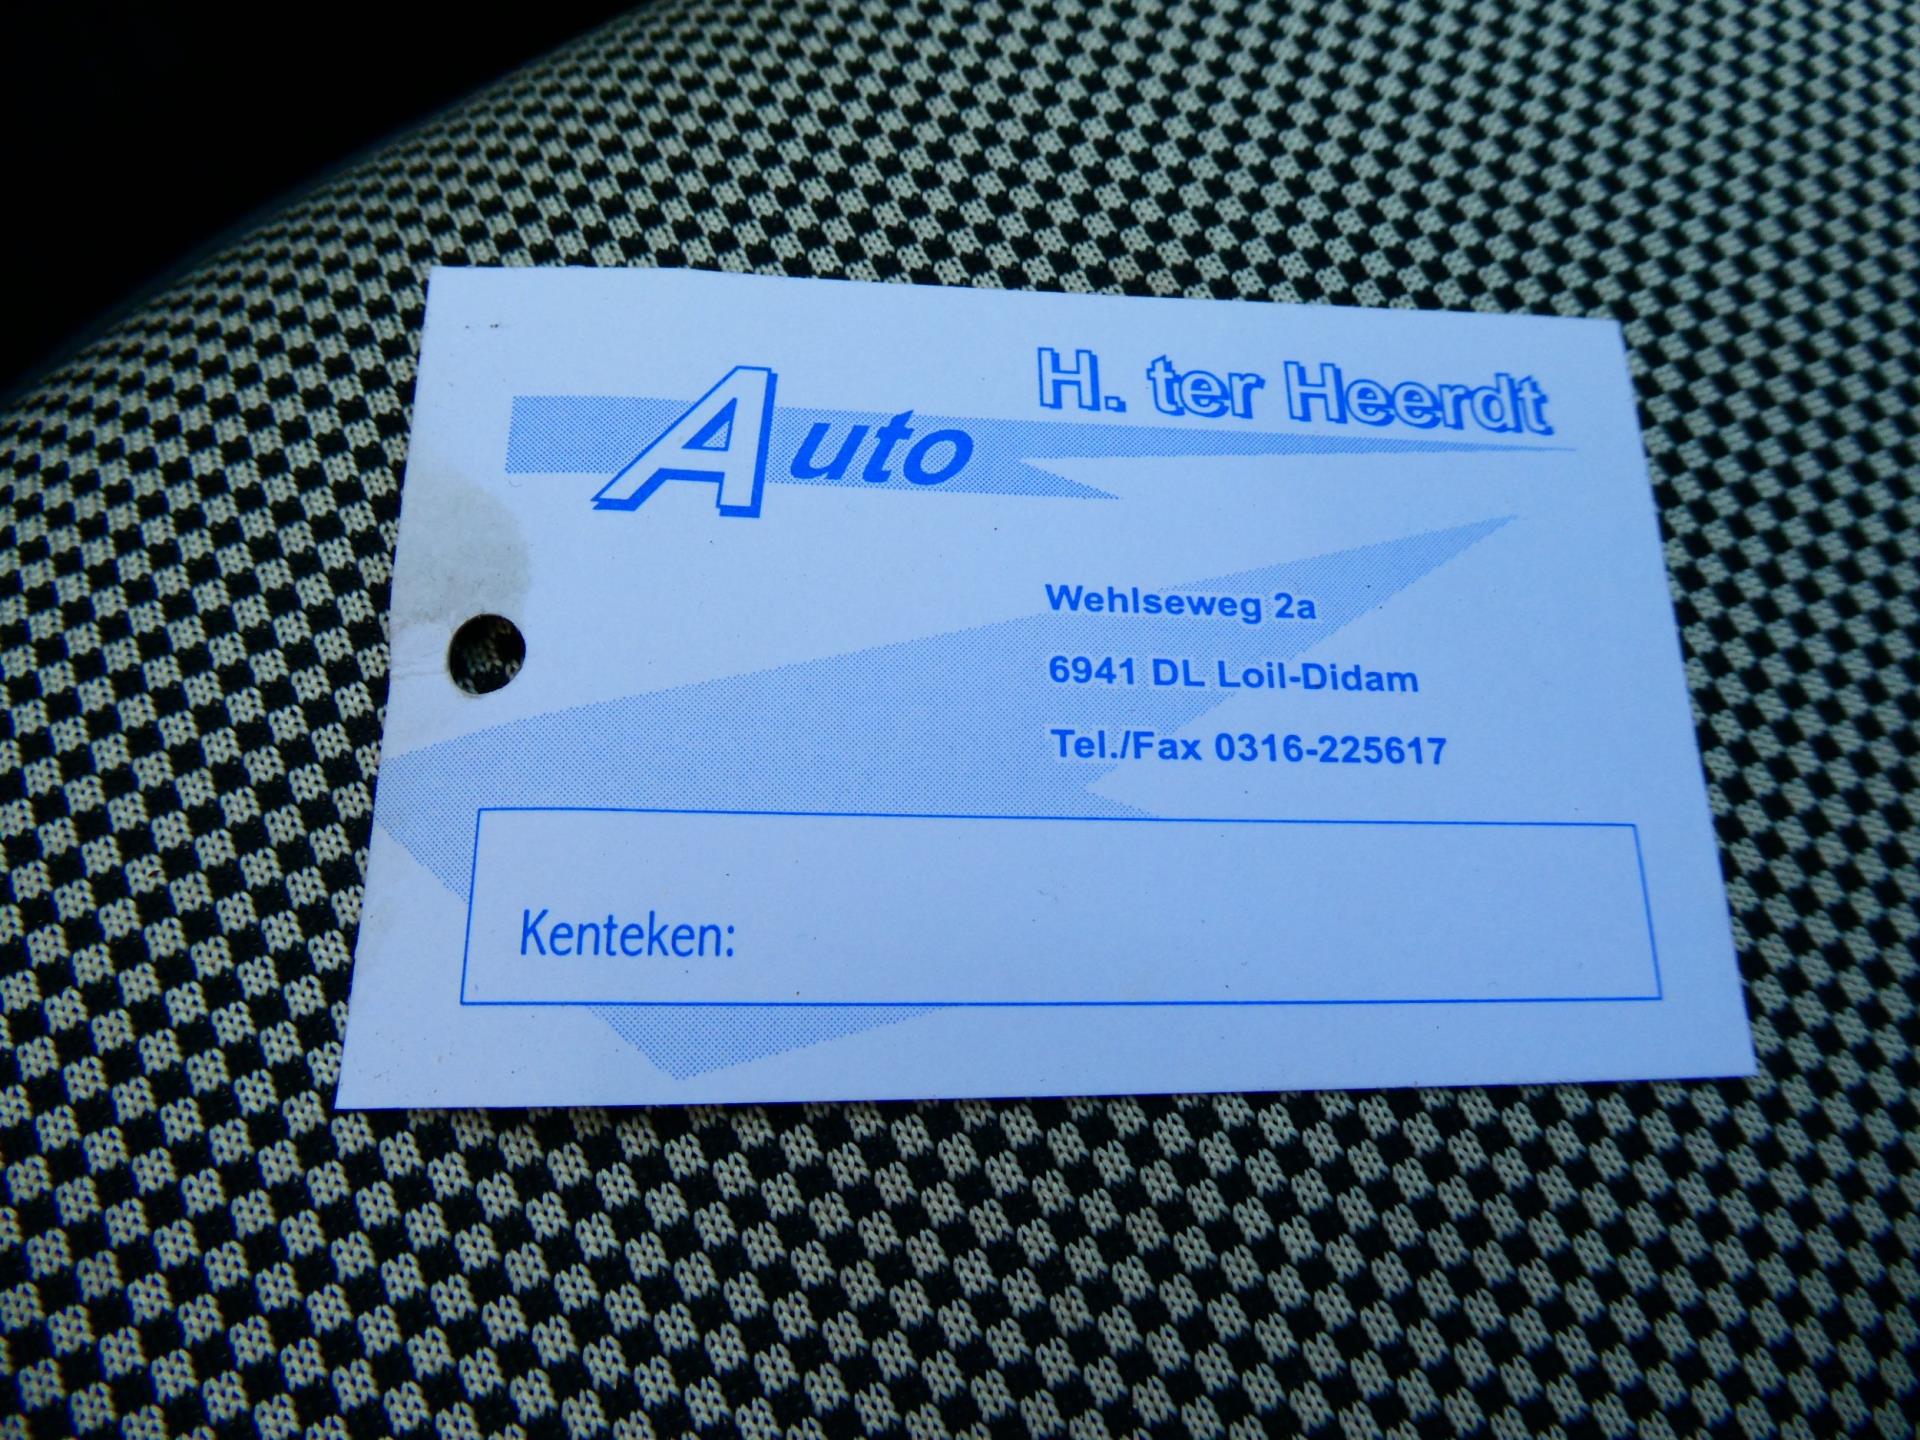 Auto H. ter Heerdt
Wehlseweg 2a
6941 DL Loil-Didam
Tel./Fax 0316-225617
Kenteken: